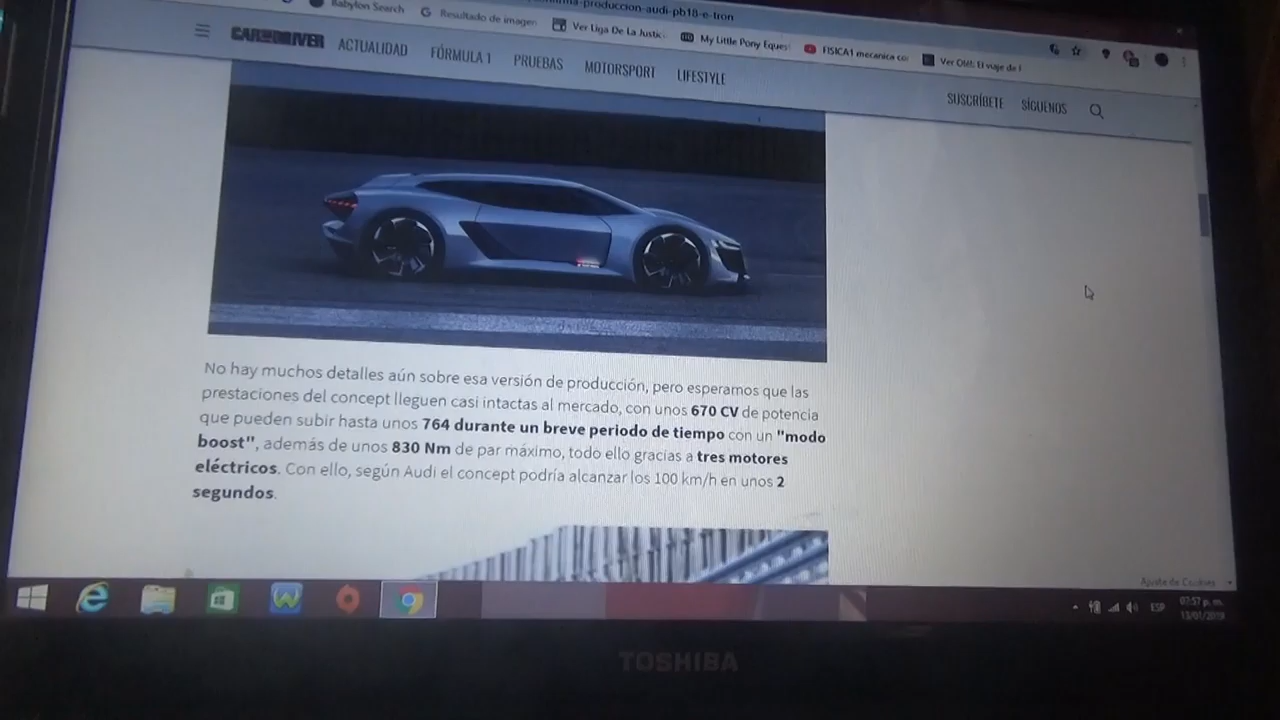 produccion-audi-pb18-e-tron
Babylon Search
Resultado de imagen
Ver Liga De La Justic
My Little Pony Eques
FISICA1 mecanica co
CAR AND DRIVER
ACTUALIDAD
FÓRMULA 1
PRUEBAS
MOTORSPORT
LIFESTYLE
SUSCRÍBETE
SÍGUENOS
No hay muchos detalles aún sobre esa versión de producción, pero esperamos que las
prestaciones del concept lleguen casi intactas al mercado, con unos 670 CV de potencia
que pueden subir hasta unos 764 durante un breve periodo de tiempo con un "modo
boost", además de unos 830 Nm de par máximo, todo ello gracias a tres motores
eléctricos. Con ello, según Audi el concept podría alcanzar los 100 km/h en unos 2
segundos.
Ajuste de Cookies
ESP
07:57 p. m.
13/01/2019
TOSHIBA